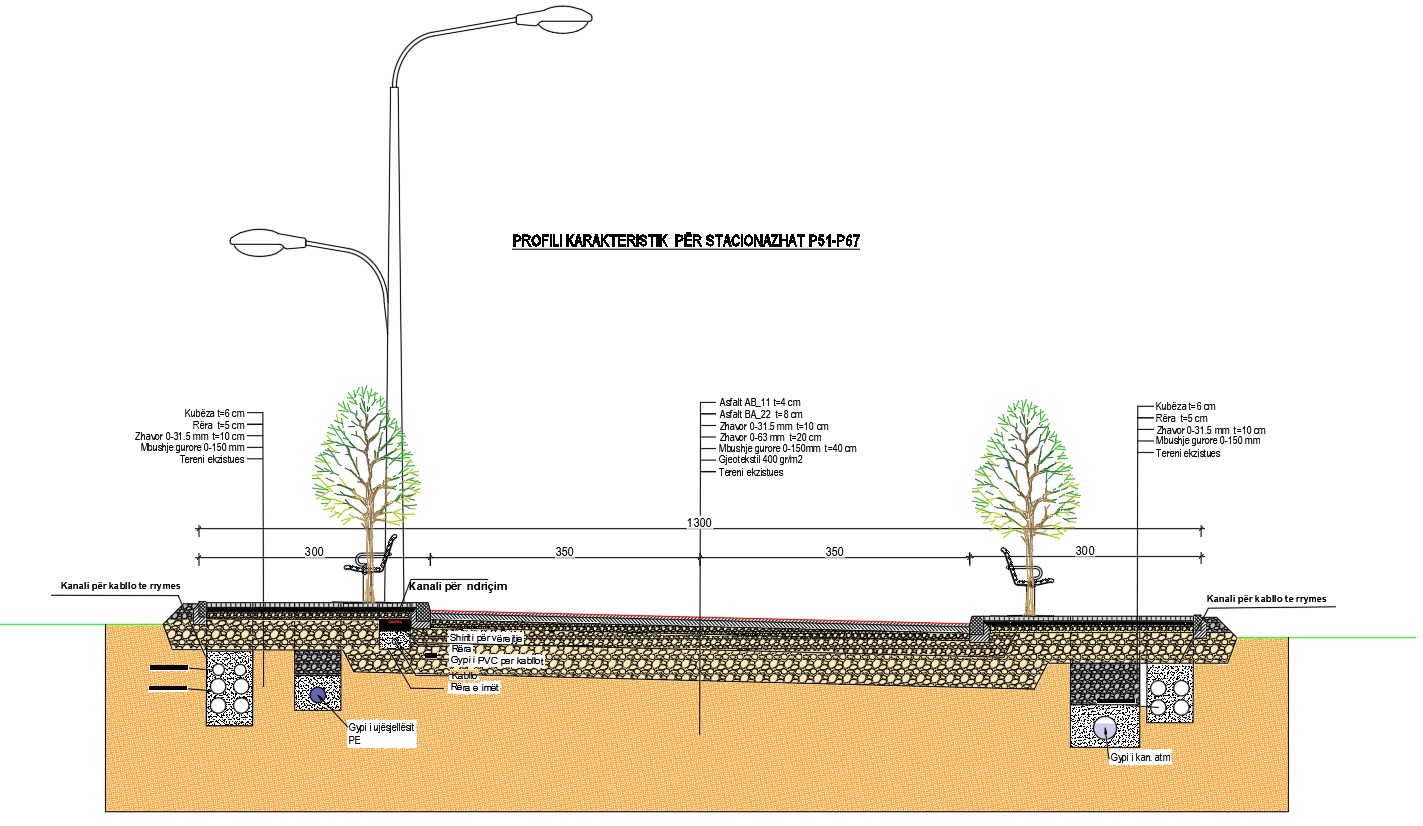 PROFILI KARAKTERISTIK PËR STACIONAZHAT P51-P67
Kubëza t=6 cm
Rëra t=5 cm
Zhavor 0-31.5 mm t=10 cm
Mbushje gurore 0-150 mm
Tereni ekzistues
Asfalt AB_11 t=4 cm
Asfalt BA_22 t=8 cm
Zhavor 0-31.5 mm t=10 cm
Zhavor 0-63 mm t=20 cm
Mbushje gurore 0-150mm t=40 cm
Gjeotekstil 400 gr/m2
Tereni ekzistues
Kubëza t=6 cm
Rëra t=5 cm
Zhavor 0-31.5 mm t=10 cm
Mbushje gurore 0-150 mm
Tereni ekzistues
1300
300
350
350
300
Kanali për kabllo te rrymes
Kanali për ndriçim
Kanali për kabllo te rrymes
Shiriti për vërejtje
Rëra
Gypi i PVC per kabllot
Kabllo
Rëra e imët
Gypi i ujësjellësit
PE
Gypi i kan. atm